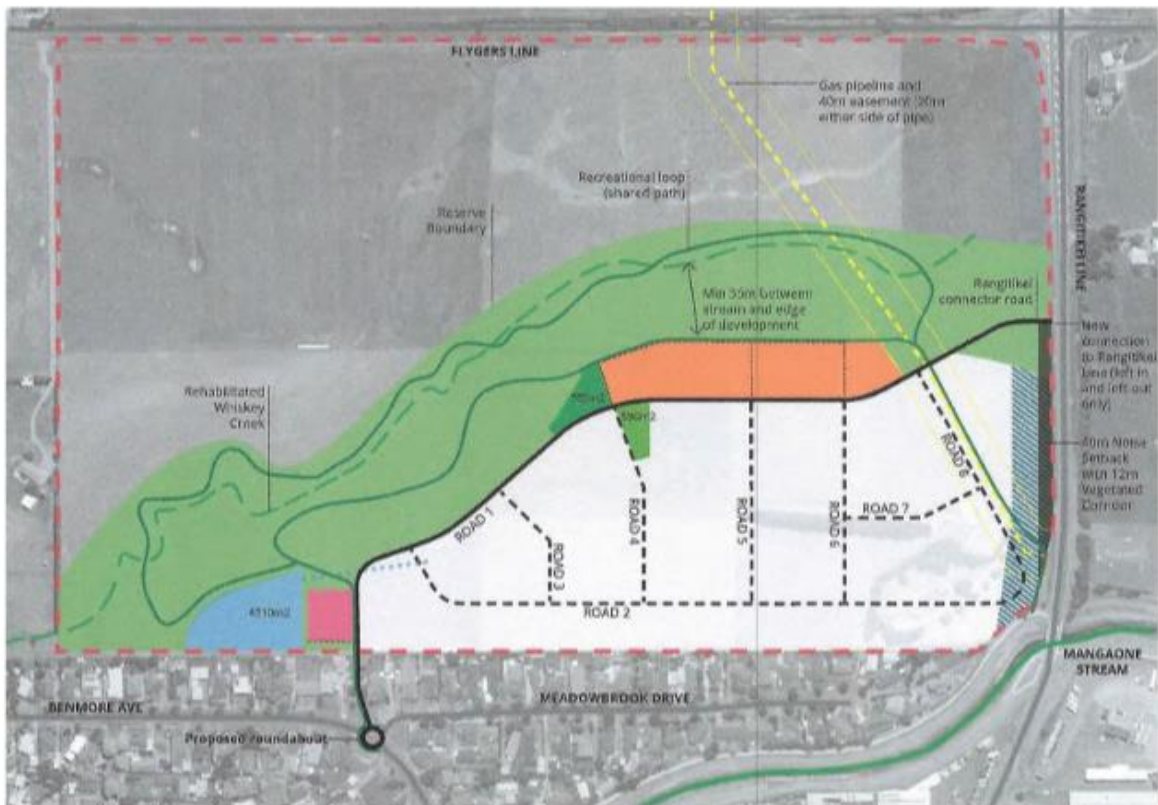 FLYGERS LINE
Gas pipeline and
40m easement (20m
either side of pipe)
Recreational loop
(shared path)
Reserve
Boundary
RANGITIKEI LINE
Rangitikei
connector road
Min 35m between
stream and edge
of development
New
connection
to Rangitikei
Line (left in
and left out
only)
Rehabilitated
Whiskey
Creek
40m Noise
Setback
with 12m
Vegetated
Corridor
ROAD 1
ROAD 3
ROAD 4
ROAD 5
ROAD 6
ROAD 7
ROAD 8
ROAD 2
MANGAONE
STREAM
BENMORE AVE
MEADOWBROOK DRIVE
Proposed roundabout